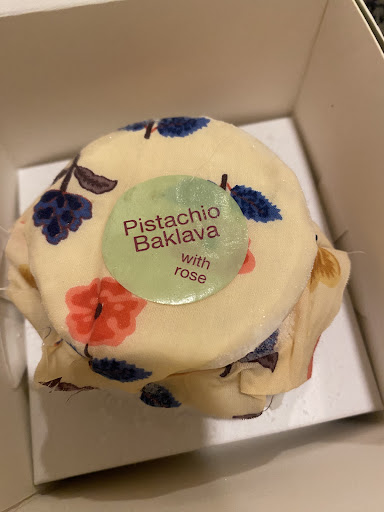 Pistachio
Baklava
with
rose